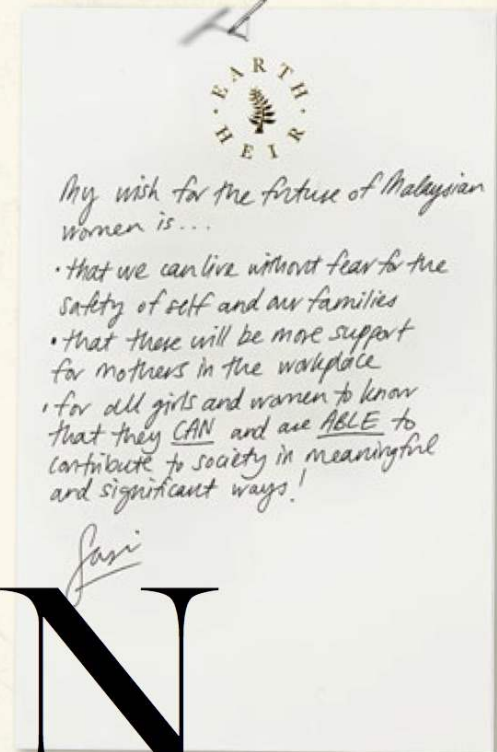 EARTH HEIR
My wish for the future of Malaysian
women is...
• that we can live without fear for the
safety of self and our families
• that there will be more support
for mothers in the workplace
• for all girls and women to know
that they CAN and are ABLE to
contribute to society in meaningful
and significant ways!
N